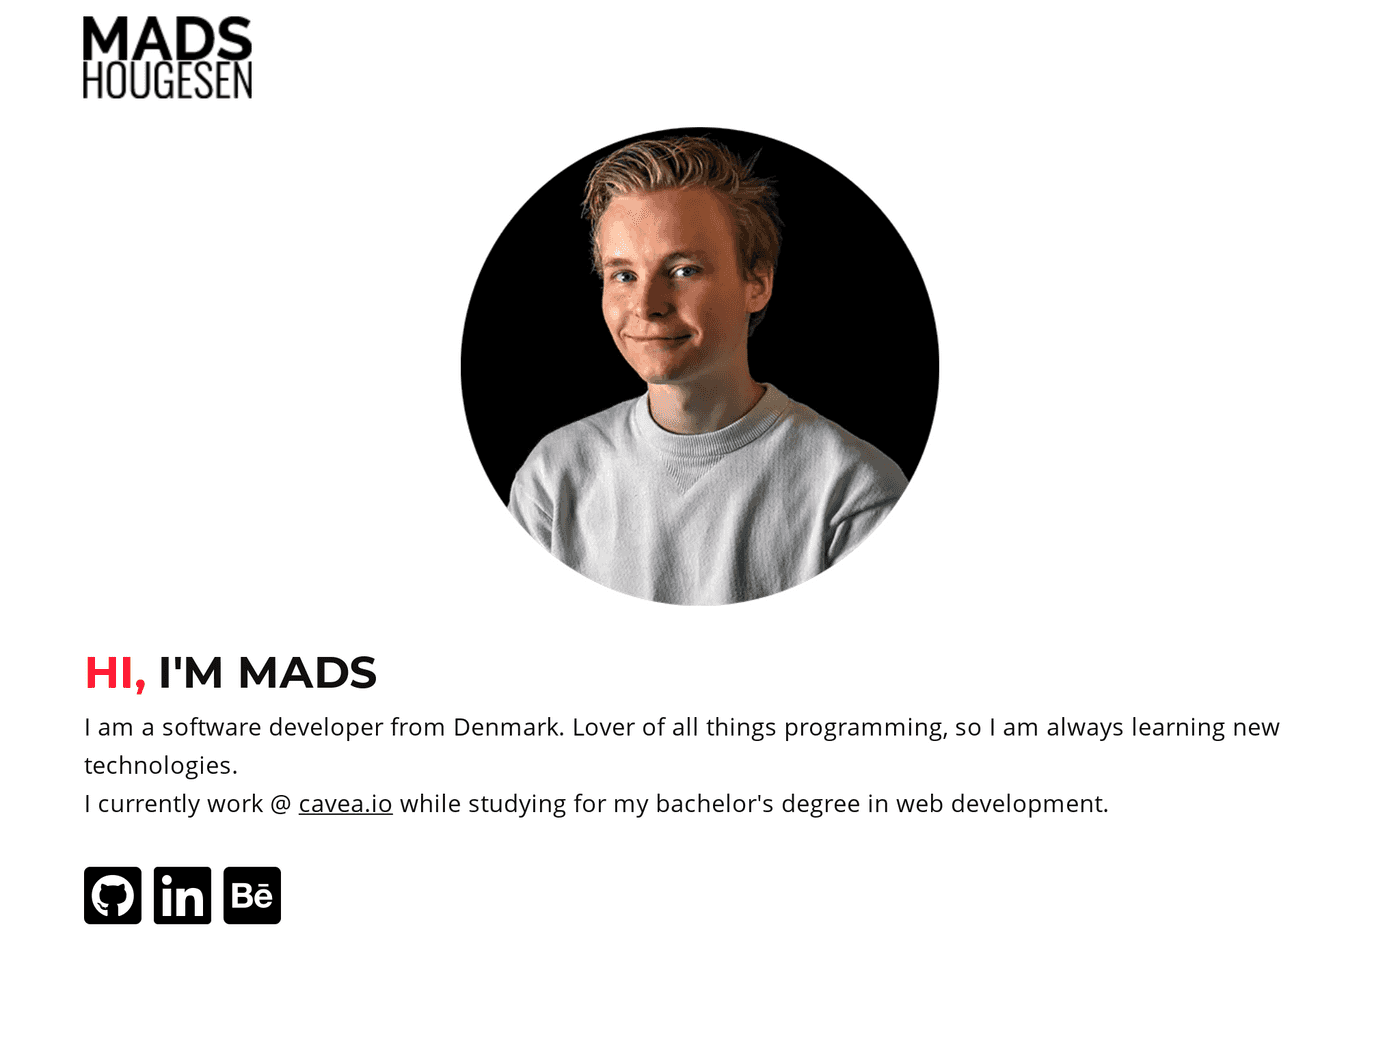 MADS
HOUGESEN
HI, I'M MADS
I am a software developer from Denmark. Lover of all things programming, so I am always learning new
technologies.
I currently work @ cavea.io while studying for my bachelor's degree in web development.
in Bē